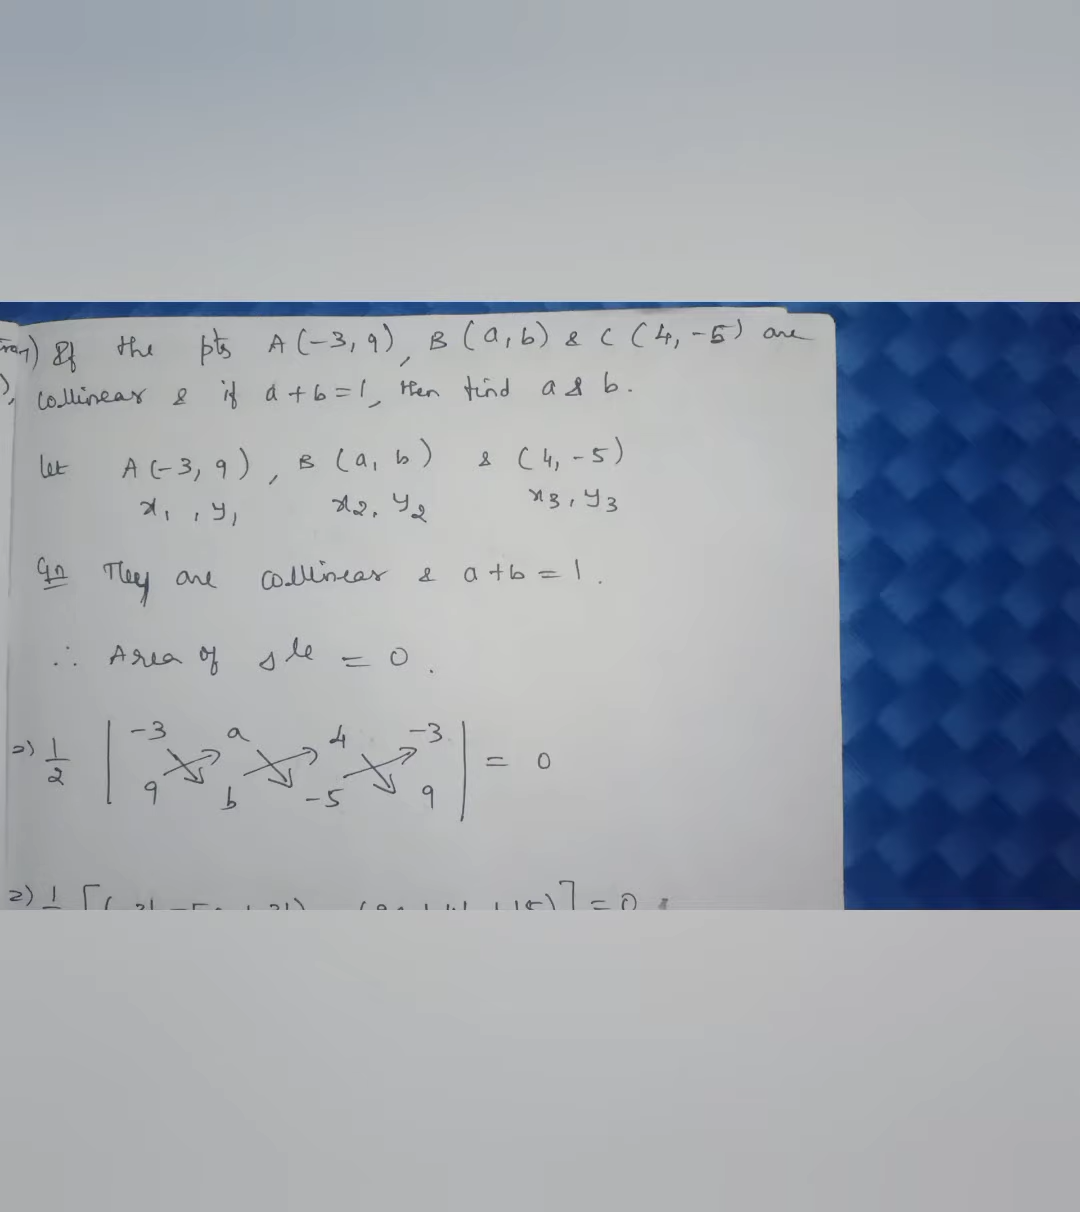 If the pts A(-3, 9), B(a, b) & C(4, -5) are
collinear & if a + b = 1, then find a & b.
let A(-3, 9), B(a, b) & (4, -5)
x1, y1 x2, y2 x3, y3
Gn They are collinear & a+b = 1.
∴ Area of Δle = 0.
⇒) 1/2 | -3 a 4 -3 | = 0
9 b -5 9